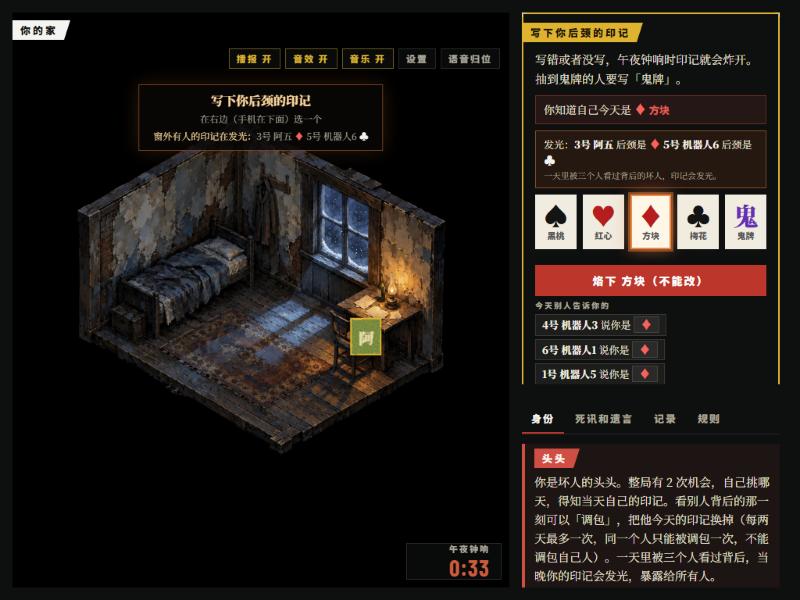 你的家
播报 开
音效 开
音乐 开
设置
语音归位
写下你后颈的印记
在右边（手机在下面）选一个
窗外有人的印记在发光：3号 阿五 ♦ 5号 机器人6 ♣
阿
午夜钟响
0:33
写下你后颈的印记
写错或者没写，午夜钟响时印记就会炸开。
抽到鬼牌的人要写「鬼牌」。
你知道自己今天是 ♦ 方块
发光：3号 阿五 后颈是 ♦ 5号 机器人6 后颈是
♣
一天里被三个人看过背后的坏人，印记会发光。
♠ 黑桃
♥ 红心
♦ 方块
♣ 梅花
鬼 鬼牌
烙下 方块（不能改）
今天别人告诉你的
4号 机器人3 说你是 ♦
6号 机器人1 说你是 ♦
1号 机器人5 说你是 ♦
身份
死讯和遗言
记录
规则
头头
你是坏人的头头。整局有 2 次机会，自己挑哪
天，得知当天自己的印记。看别人背后的那一
刻可以「调包」，把他今天的印记换掉（每两
天最多一次，同一个人只能被调包一次，不能
调包自己人）。一天里被三个人看过背后，当
晚你的印记会发光，暴露给所有人。